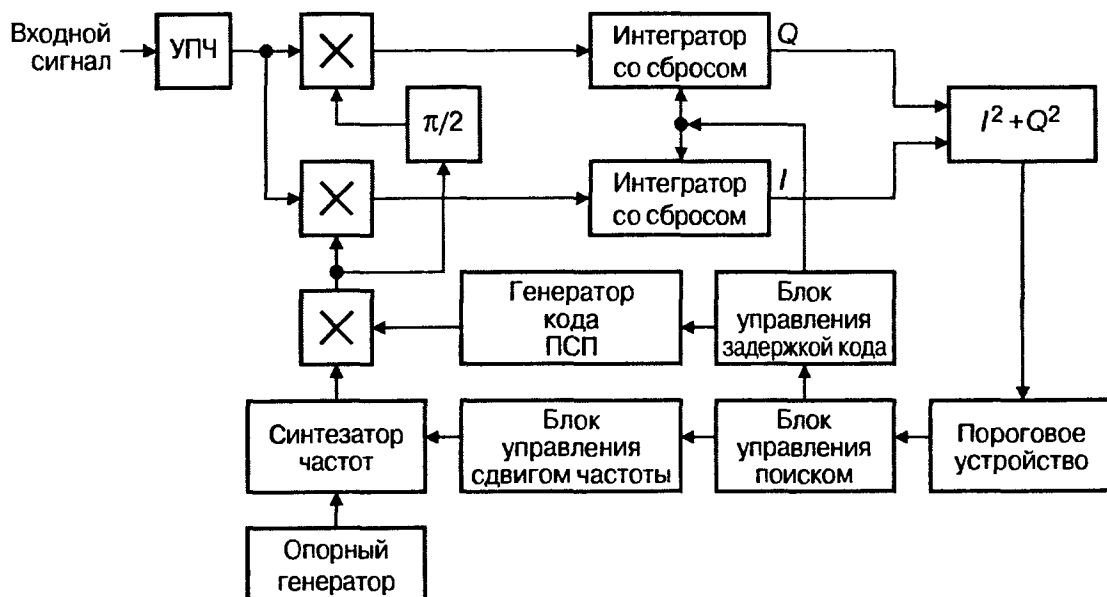 Входной
сигнал
УПЧ
π/2
Интегратор
со сбросом
Q
Интегратор
со сбросом
I
I² + Q²
Генератор
кода
ПСП
Блок
управления
задержкой кода
Синтезатор
частот
Блок
управления
сдвигом частоты
Блок
управления
поиском
Пороговое
устройство
Опорный
генератор